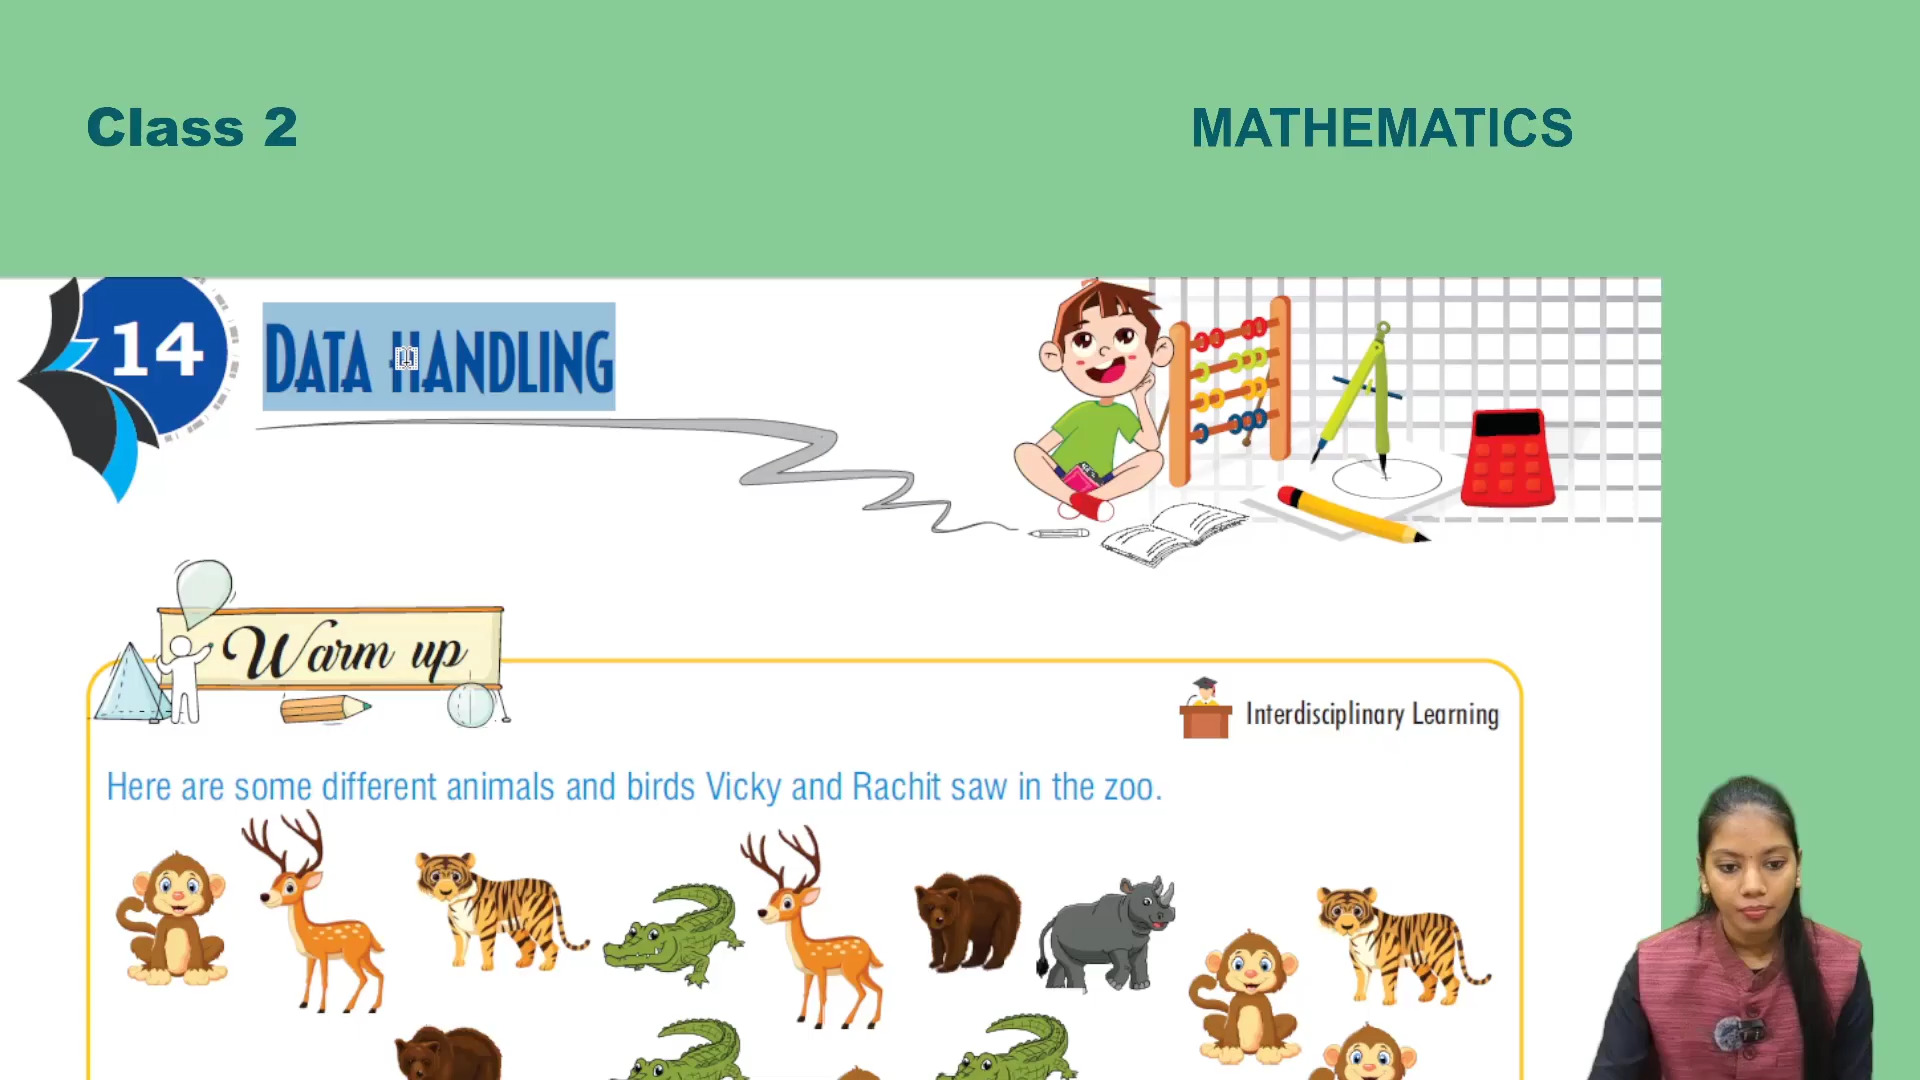 Class 2
MATHEMATICS
14
DATA HANDLING
Warm up
Interdisciplinary Learning
Here are some different animals and birds Vicky and Rachit saw in the zoo.